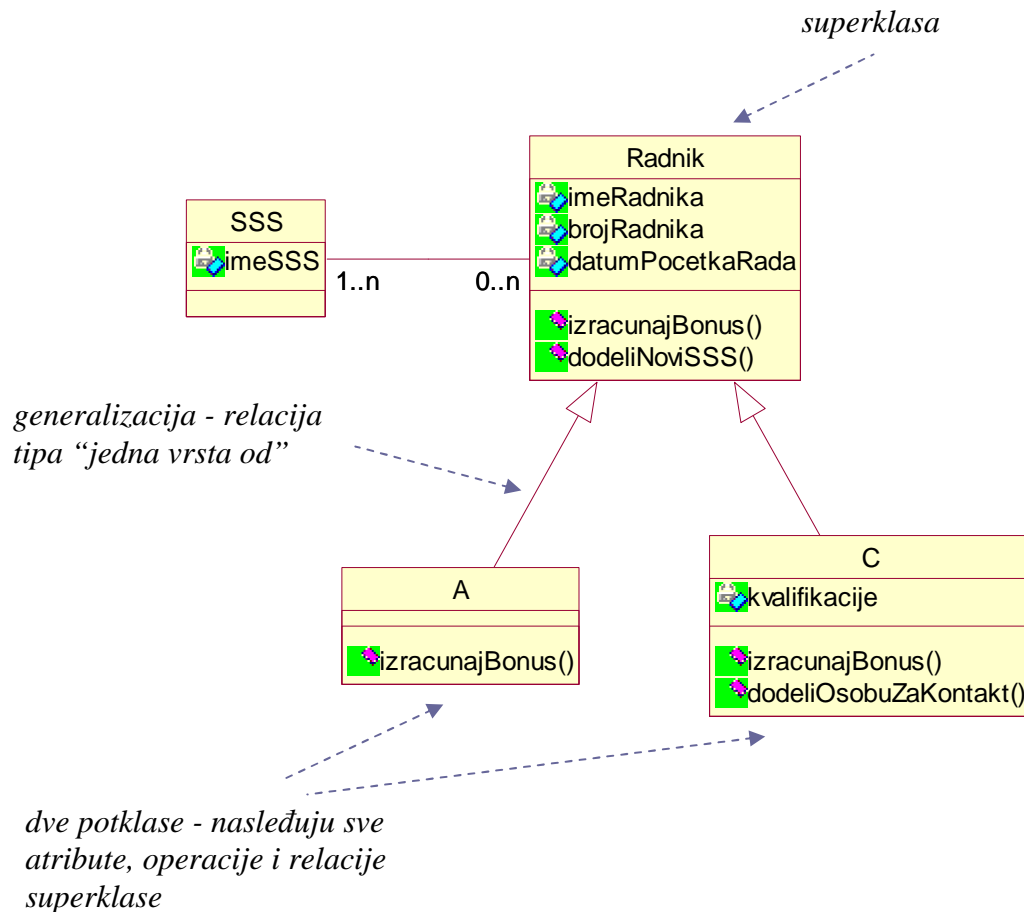 superklasa
Radnik
imeRadnika
brojRadnika
datumPocetkaRada
izracunajBonus()
dodeliNoviSSS()
SSS
imeSSS
1..n
0..n
generalizacija - relacija
tipa “jedna vrsta od”
A
izracunajBonus()
C
kvalifikacije
izracunajBonus()
dodeliOsobuZaKontakt()
dve potklase - nasleđuju sve
atribute, operacije i relacije
superklase